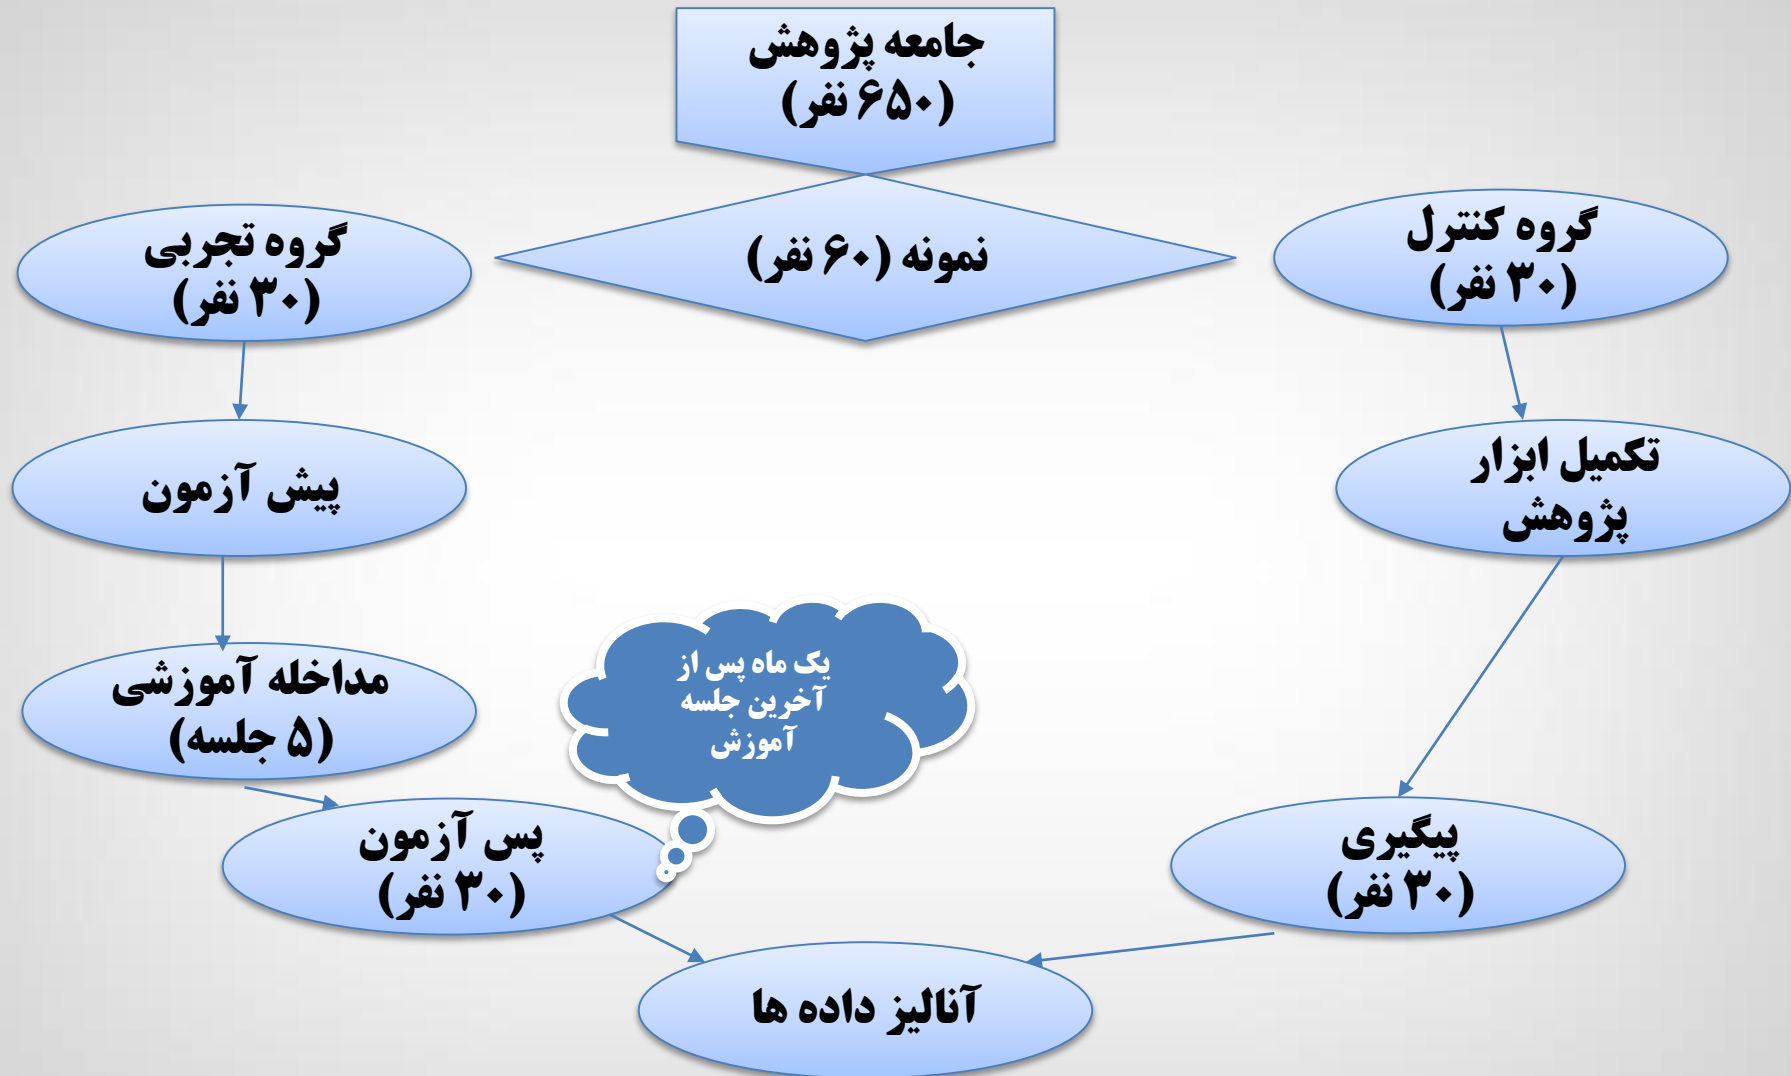 جامعه پژوهش
(۶۵۰ نفر)
نمونه (۶۰ نفر)
گروه کنترل
(۳۰ نفر)
گروه تجربی
(۳۰ نفر)
تکمیل ابزار
پژوهش
پیش آزمون
مداخله آموزشی
(۵ جلسه)
یک ماه پس از
آخرین جلسه
آموزش
پیگیری
(۳۰ نفر)
پس آزمون
(۳۰ نفر)
آنالیز داده ها